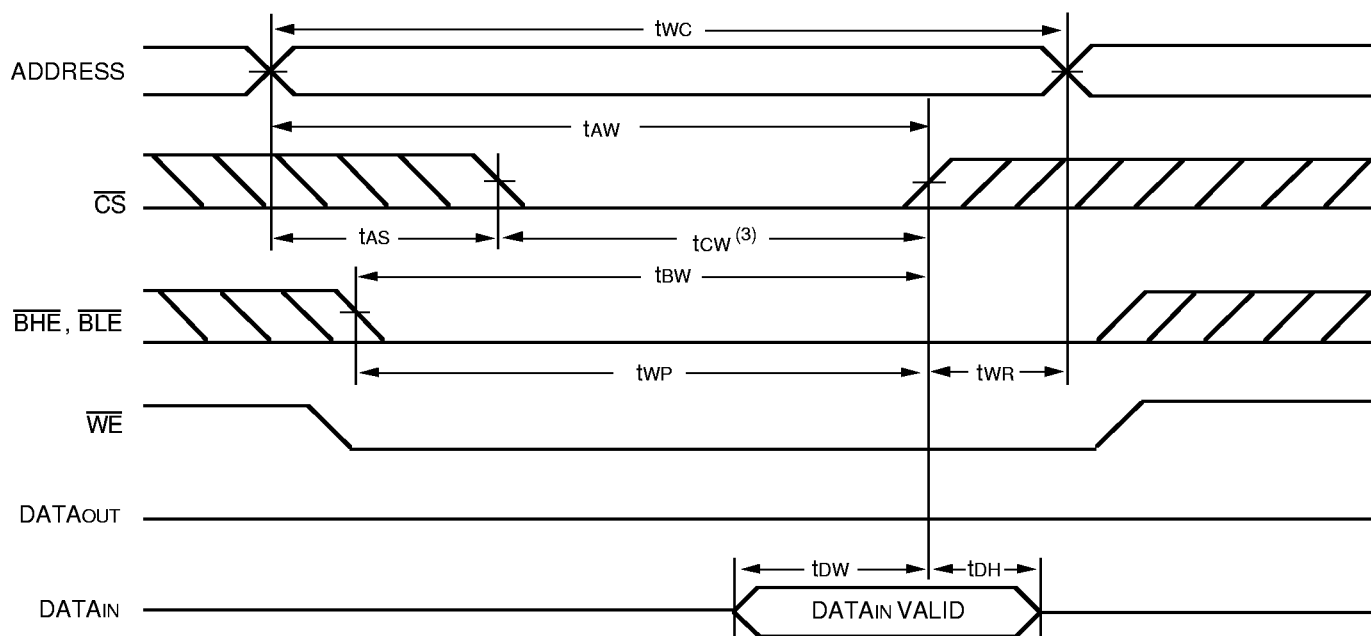 tWC
ADDRESS
tAW
CS
tAS
tCW (3)
tBW
BHE, BLE
tWP
tWR
WE
DATAOUT
tDW
tDH
DATAIN
DATAIN VALID